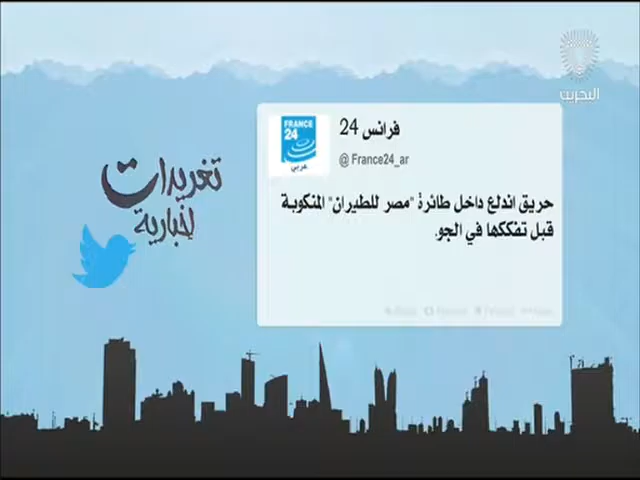 البحرين
فرانس 24
@France24_ar
FRANCE
24
عربي
تغريدات
إخبارية
حريق اندلع داخل طائرة "مصر للطيران" المنكوبة
قبل تفككها في الجو.